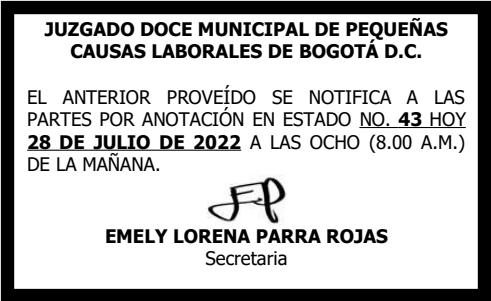 JUZGADO DOCE MUNICIPAL DE PEQUEÑAS
CAUSAS LABORALES DE BOGOTÁ D.C.
EL ANTERIOR PROVEÍDO SE NOTIFICA A LAS
PARTES POR ANOTACIÓN EN ESTADO NO. 43 HOY
28 DE JULIO DE 2022 A LAS OCHO (8.00 A.M.)
DE LA MAÑANA.
EMELY LORENA PARRA ROJAS
Secretaria